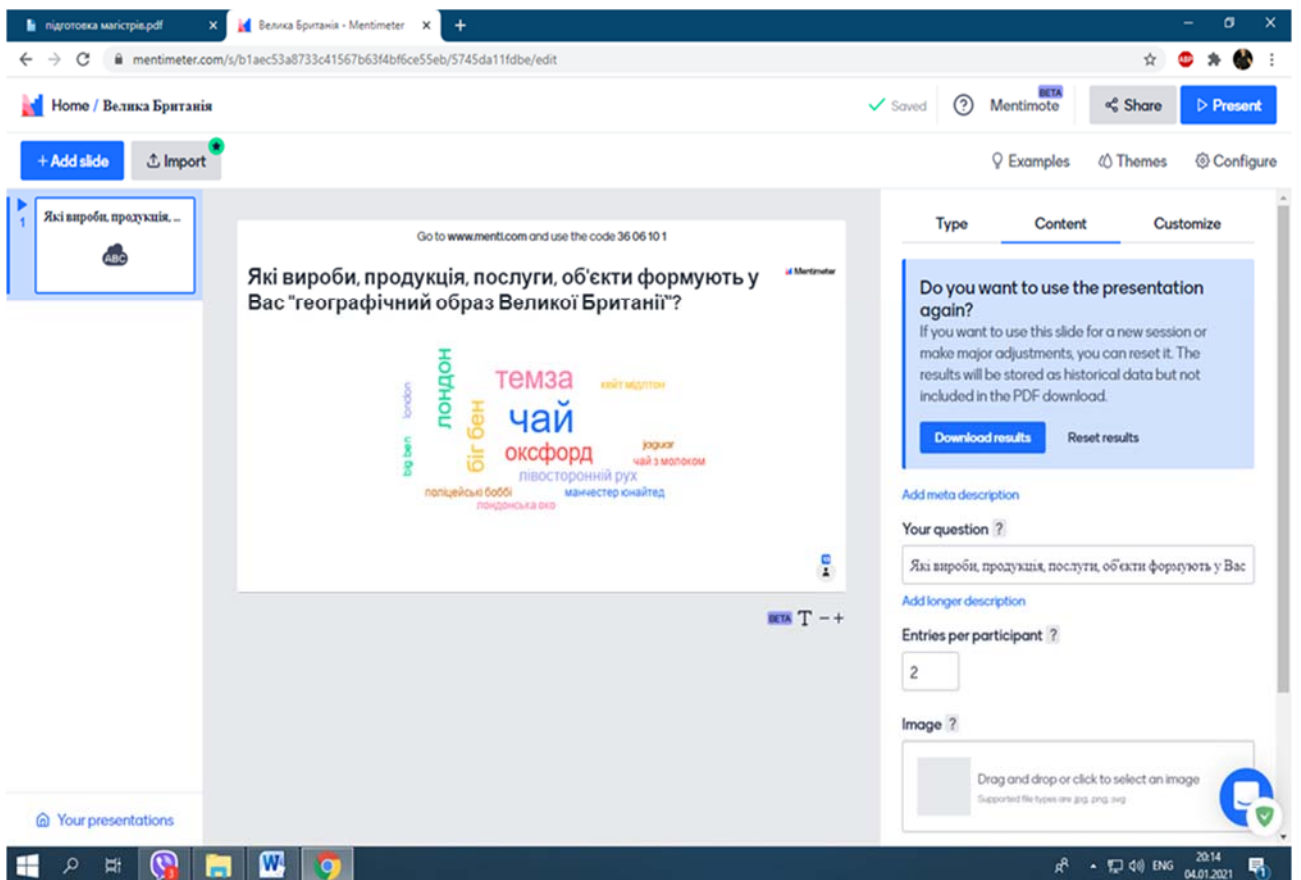 підготовка магістрів.pdf
Велика Британія - Mentimeter
mentimeter.com/s/b1aec53a8733c41567b63f4bf6ce55eb/5745da11fdbe/edit
ABP
Home / Велика Британія
Saved
?
BETA
Mentimote
Share
Present
+ Add slide
Import
Examples
Themes
Configure
1
Які вироби, продукція, ...
ABC
Your presentations
Go to www.menti.com and use the code 36 06 10 1
Які вироби, продукція, послуги, об'єкти формують у
Вас "географічний образ Великої Британії"?
Mentimeter
london
лондон
темза
кейт мідлтон
чай
біг бен
big ben
оксфорд
jaguar
чай з молоком
лівосторонній рух
поліцейські боббі
манчестер юнайтед
лондонська око
BETA T - +
Type
Content
Customize
Do you want to use the presentation
again?
If you want to use this slide for a new session or
make major adjustments, you can reset it. The
results will be stored as historical data but not
included in the PDF download.
Download results
Reset results
Add meta description
Your question ?
Які вироби, продукція, послуги, об'єкти формують у Вас
Add longer description
Entries per participant ?
2
Image ?
Drag and drop or click to select an image
Supported file types are jpg, png, svg
W
ENG
20:14
04.01.2021